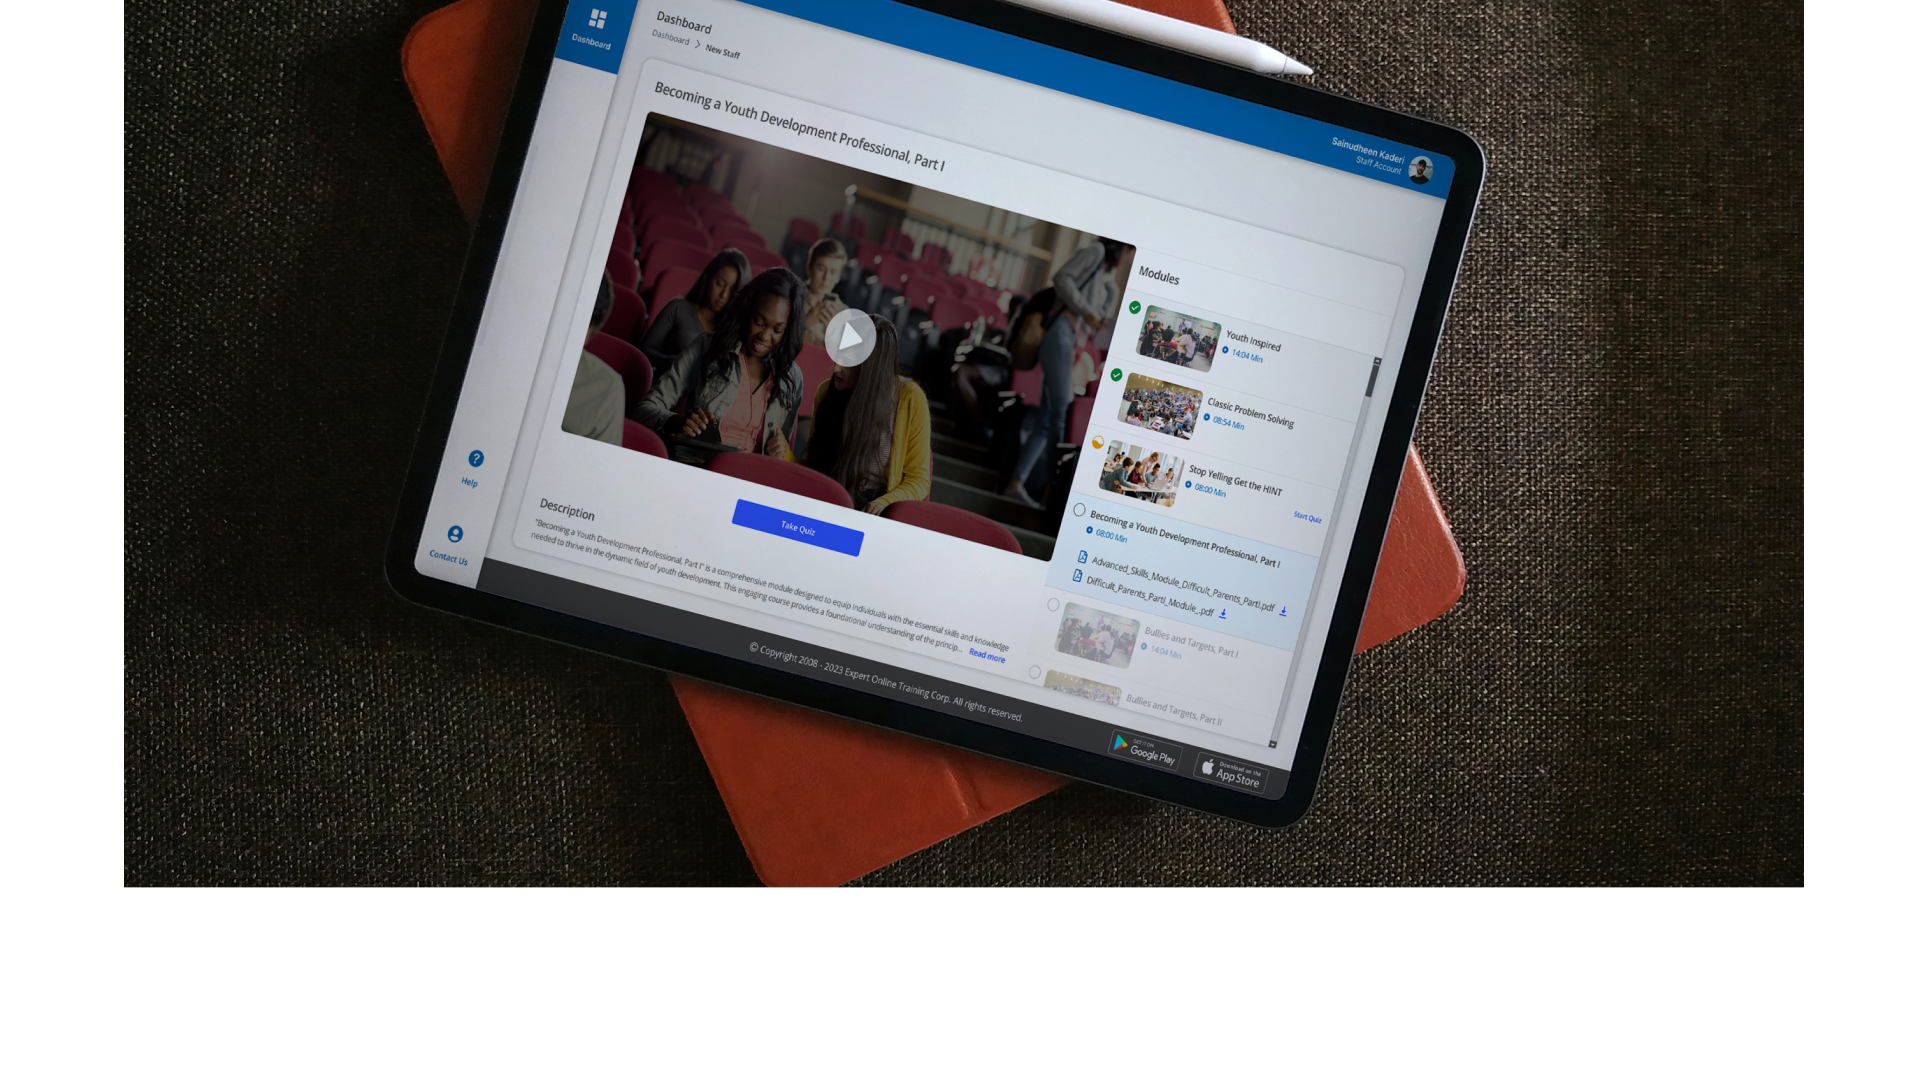 Dashboard
Dashboard
Dashboard > New Staff
Sainudheen Kaderi
Staff Account
Becoming a Youth Development Professional, Part I
Modules
Youth Inspired
14:04 Min
Classic Problem Solving
08:54 Min
Stop Yelling Get the HINT
08:00 Min
Start Quiz
Becoming a Youth Development Professional, Part I
08:00 Min
Advanced_Skills_Module_Difficult_Parents_PartI.pdf
Difficult_Parents_PartI_Module_.pdf
Bullies and Targets, Part I
14:04 Min
Bullies and Targets, Part II
Take Quiz
Description
"Becoming a Youth Development Professional, Part I" is a comprehensive module designed to equip individuals with the essential skills and knowledge
needed to thrive in the dynamic field of youth development. This engaging course provides a foundational understanding of the princip... Read more
Help
Contact Us
© Copyright 2008 - 2023 Expert Online Training Corp. All rights reserved.
GET IT ON
Google Play
Download on the
App Store